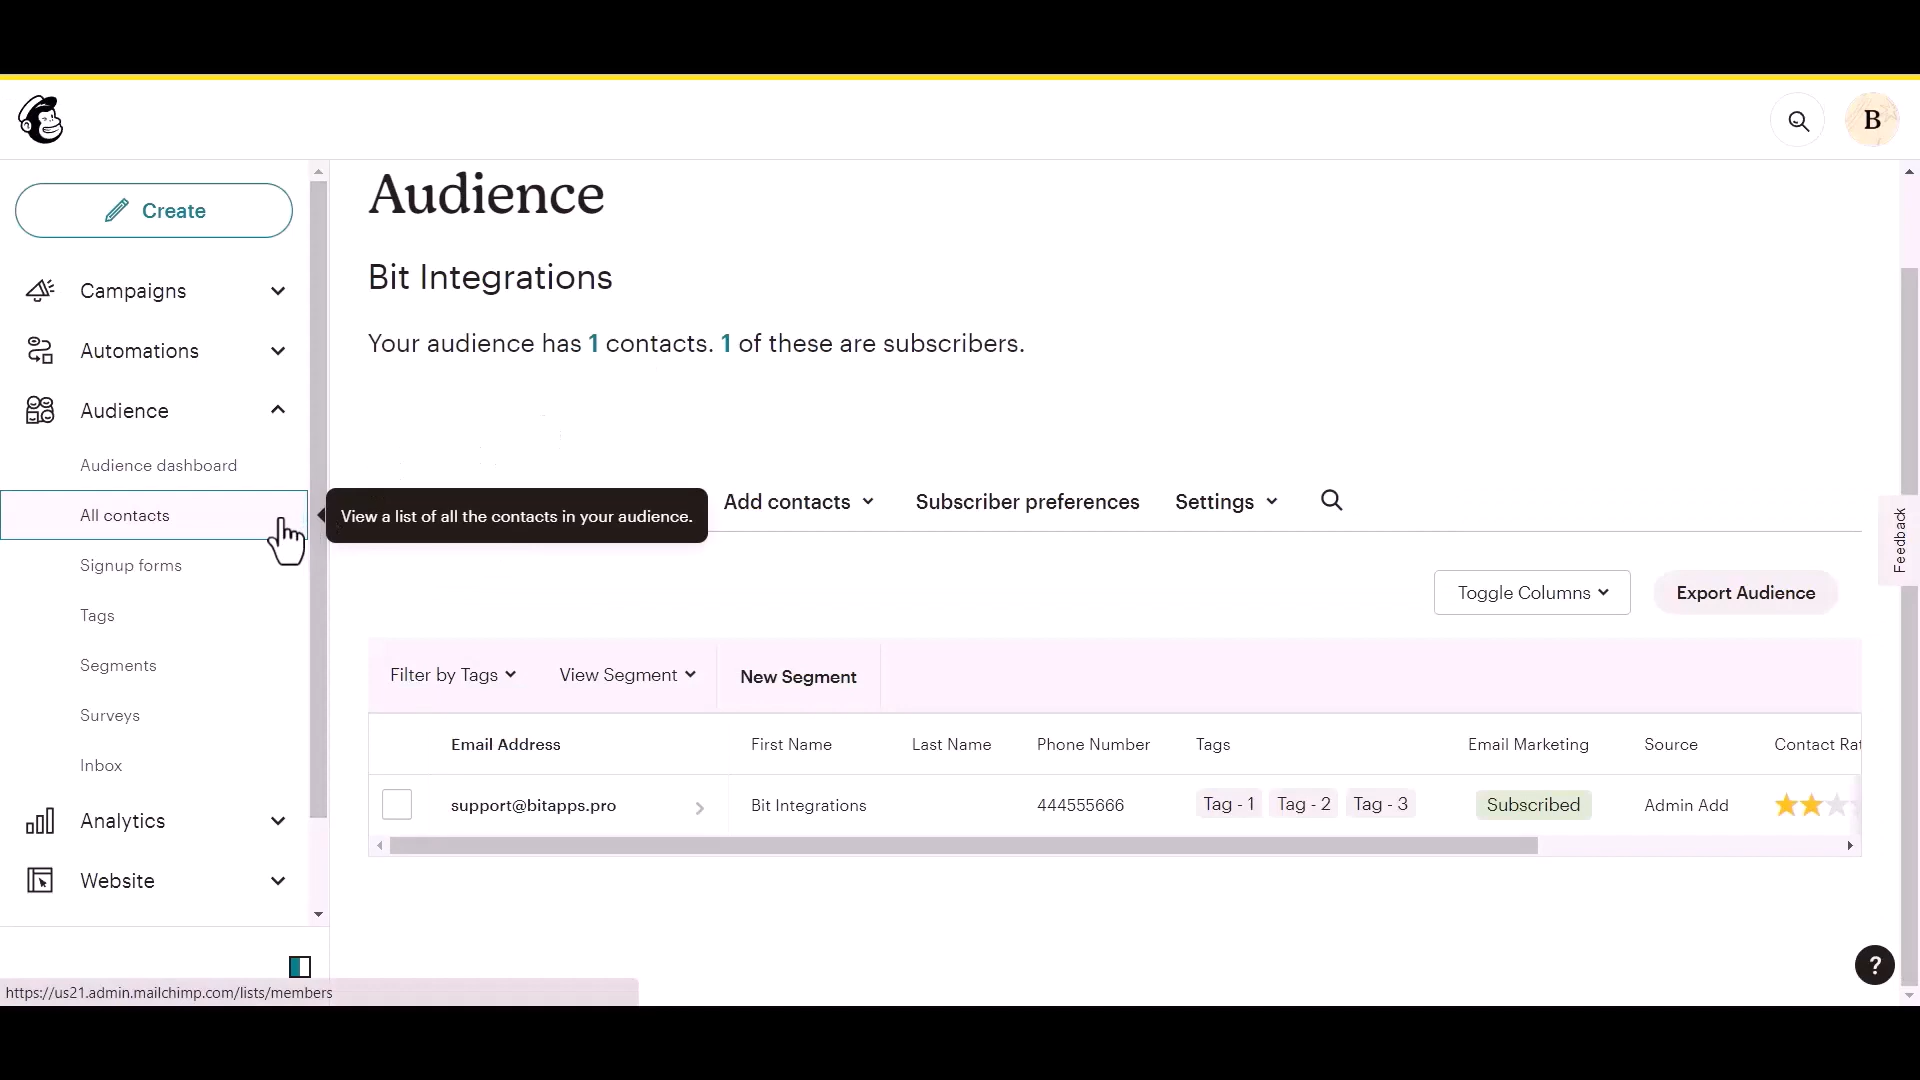 B
Create
Campaigns
Automations
Audience
Audience dashboard
All contacts
Signup forms
Tags
Segments
Surveys
Inbox
Analytics
Website
https://us21.admin.mailchimp.com/lists/members
Audience
Bit Integrations
Your audience has 1 contacts. 1 of these are subscribers.
View a list of all the contacts in your audience.
Add contacts Subscriber preferences Settings
Feedback
Toggle Columns Export Audience
Filter by Tags View Segment New Segment
Email Address First Name Last Name Phone Number Tags Email Marketing Source Contact Rat
support@bitapps.pro Bit Integrations 444555666 Tag - 1 Tag - 2 Tag - 3 Subscribed Admin Add
?